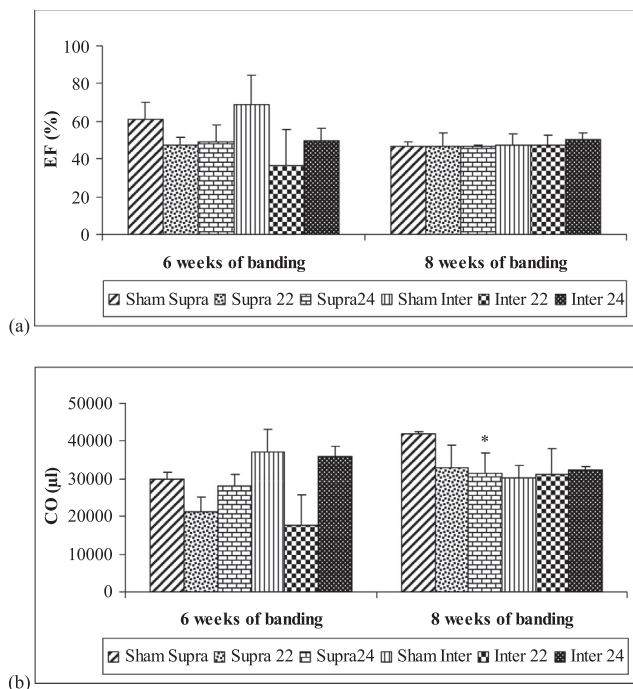 100
80
60
40
20
0
EF (%)
6 weeks of banding 8 weeks of banding
Sham Supra Supra 22 Supra24 Sham Inter Inter 22 Inter 24
(a)
50000
40000
30000
20000
10000
0
CO (µl)
*
6 weeks of banding 8 weeks of banding
Sham Supra Supra 22 Supra24 Sham Inter Inter 22 Inter 24
(b)